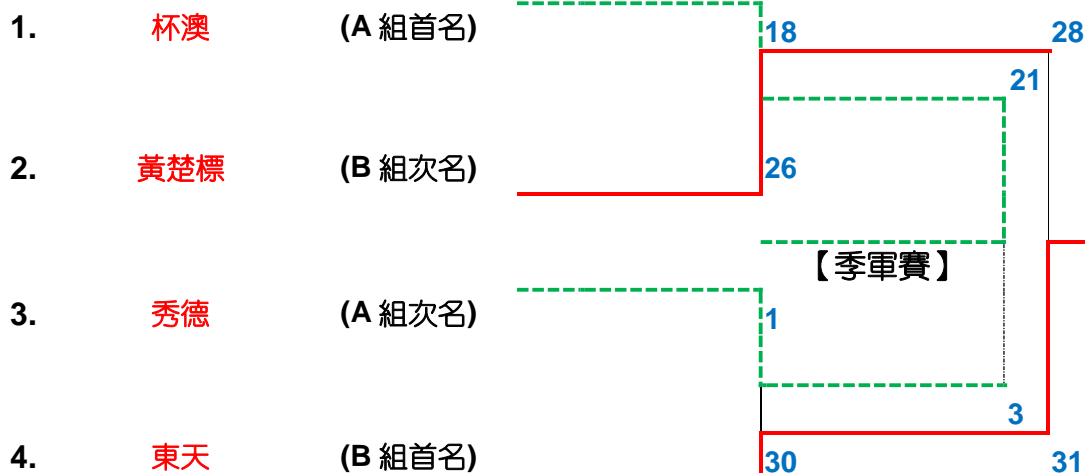 1. 杯澳 (A 組首名) 18 28
21
2. 黃楚標 (B 組次名) 26
【季軍賽】
3. 秀德 (A 組次名) 1
3
4. 東天 (B 組首名) 30 31